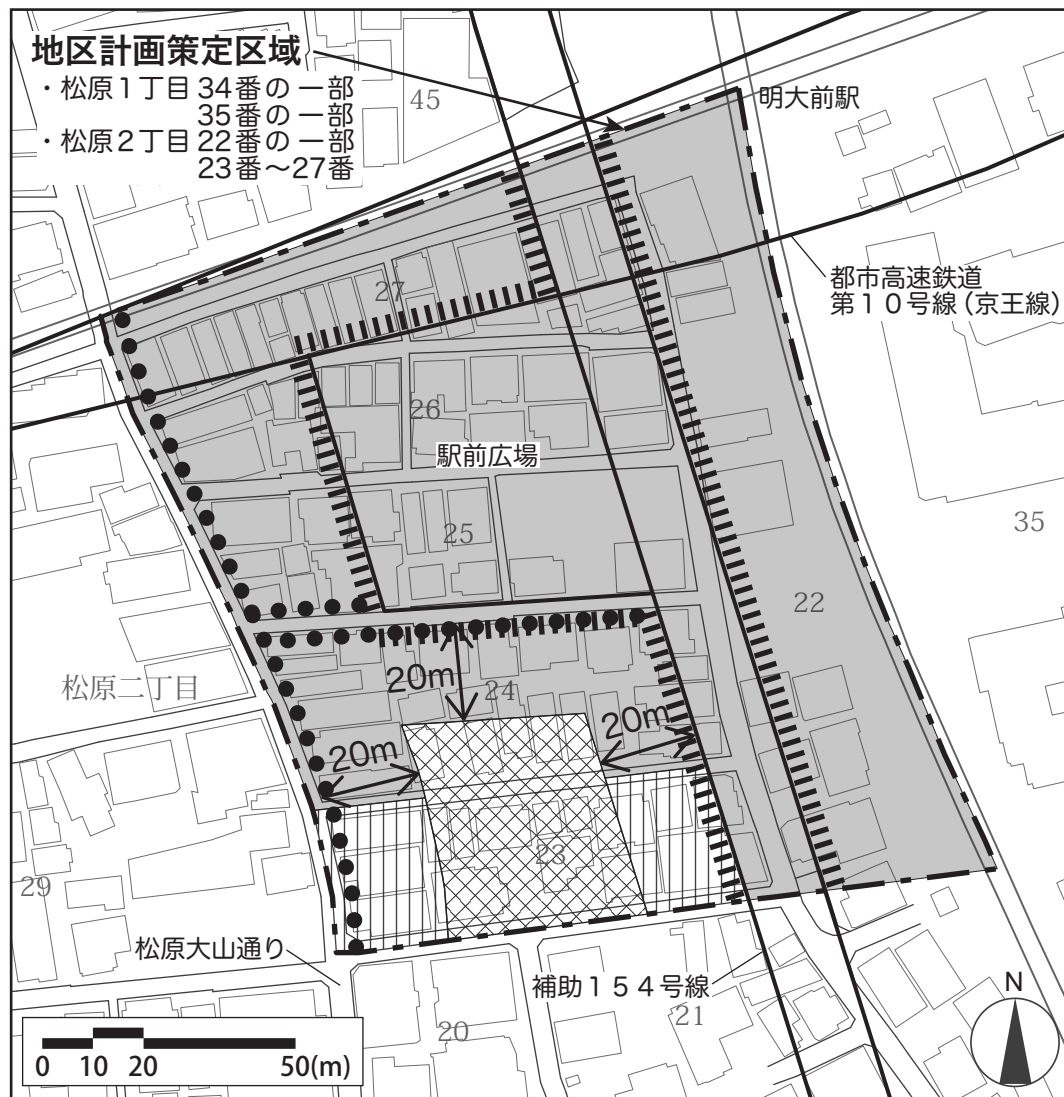 地区計画策定区域
・松原1丁目 34番の一部
35番の一部
・松原2丁目 22番の一部
23番～27番
45
明大前駅
都市高速鉄道
第10号線(京王線)
27
26
駅前広場
25
35
22
松原二丁目
20m
24
20m
20m
23
29
松原大山通り
補助154号線
21
20
N
0 10 20 50(m)